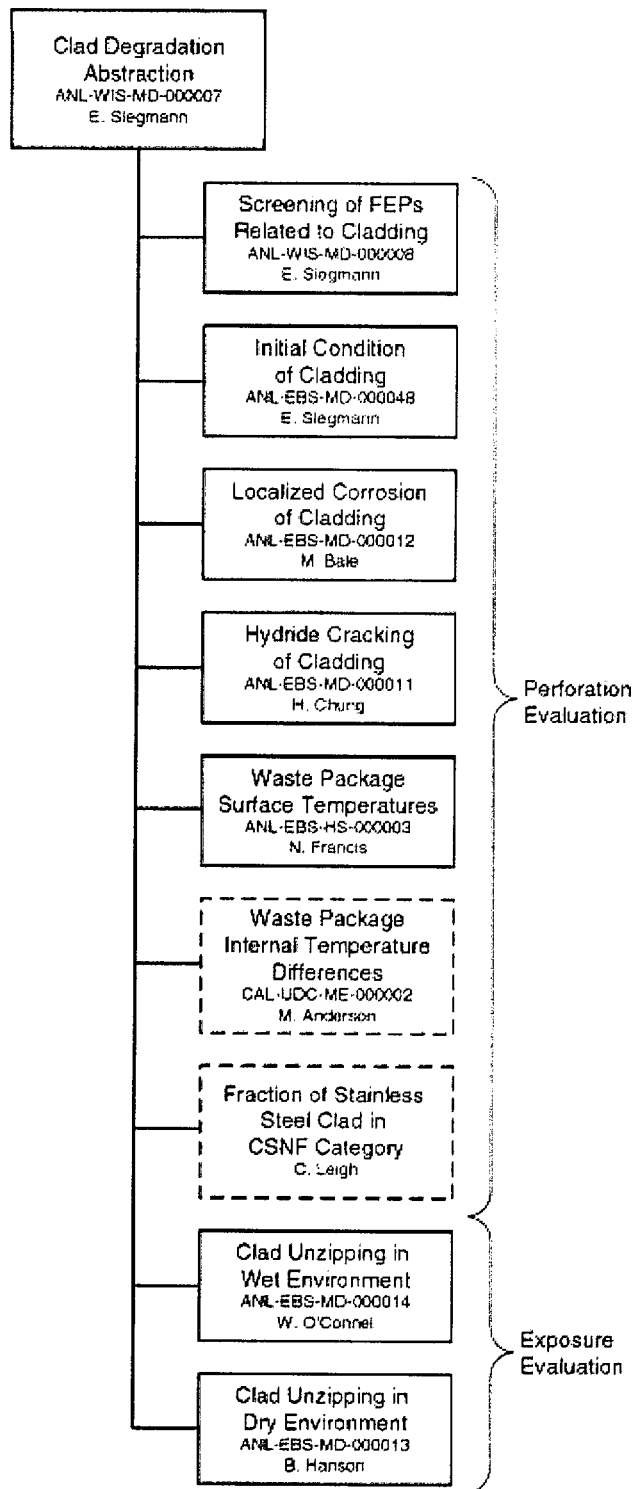 Clad Degradation
Abstraction
ANL-WIS-MD-000007
E. Siegmann
Screening of FEPs
Related to Cladding
ANL-WIS-MD-000008
E. Siegmann
Initial Condition
of Cladding
ANL-EBS-MD-000048
E. Siegmann
Localized Corrosion
of Cladding
ANL-EBS-MD-000012
M. Bale
Hydride Cracking
of Cladding
ANL-EBS-MD-000011
H. Chung
Waste Package
Surface Temperatures
ANL-EBS-HS-000003
N. Francis
Waste Package
Internal Temperature
Differences
CAL-UDC-ME-000002
M. Anderson
Fraction of Stainless
Steel Clad in
CSNF Category
C. Leigh
Perforation
Evaluation
Clad Unzipping in
Wet Environment
ANL-EBS-MD-000014
W. O'Connel
Clad Unzipping in
Dry Environment
ANL-EBS-MD-000013
B. Hanson
Exposure
Evaluation